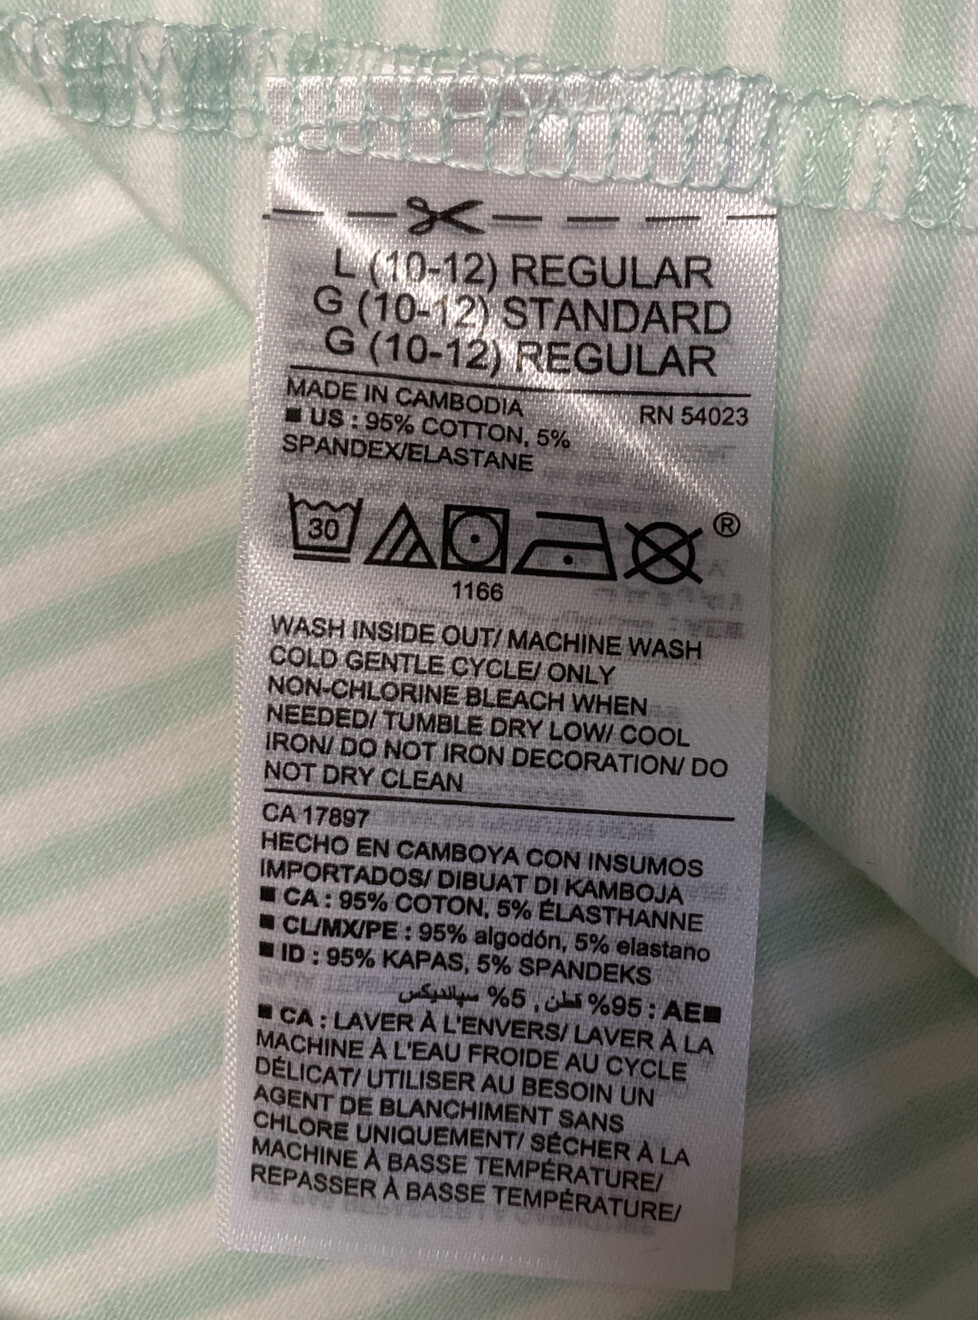 L (10-12) REGULAR
G (10-12) STANDARD
G (10-12) REGULAR
MADE IN CAMBODIA RN 54023
■ US : 95% COTTON, 5%
SPANDEX/ELASTANE
30
®
1166
WASH INSIDE OUT/ MACHINE WASH
COLD GENTLE CYCLE/ ONLY
NON-CHLORINE BLEACH WHEN
NEEDED/ TUMBLE DRY LOW/ COOL
IRON/ DO NOT IRON DECORATION/ DO
NOT DRY CLEAN
CA 17897
HECHO EN CAMBOYA CON INSUMOS
IMPORTADOS/ DIBUAT DI KAMBOJA
■ CA : 95% COTON, 5% ÉLASTHANNE
■ CL/MX/PE : 95% algodón, 5% elastano
■ ID : 95% KAPAS, 5% SPANDEKS
■AE : 95% قطن , 5% سباندیکس
■ CA : LAVER À L'ENVERS/ LAVER À LA
MACHINE À L'EAU FROIDE AU CYCLE
DÉLICAT/ UTILISER AU BESOIN UN
AGENT DE BLANCHIMENT SANS
CHLORE UNIQUEMENT/ SÉCHER À LA
MACHINE À BASSE TEMPÉRATURE/
REPASSER À BASSE TEMPÉRATURE/